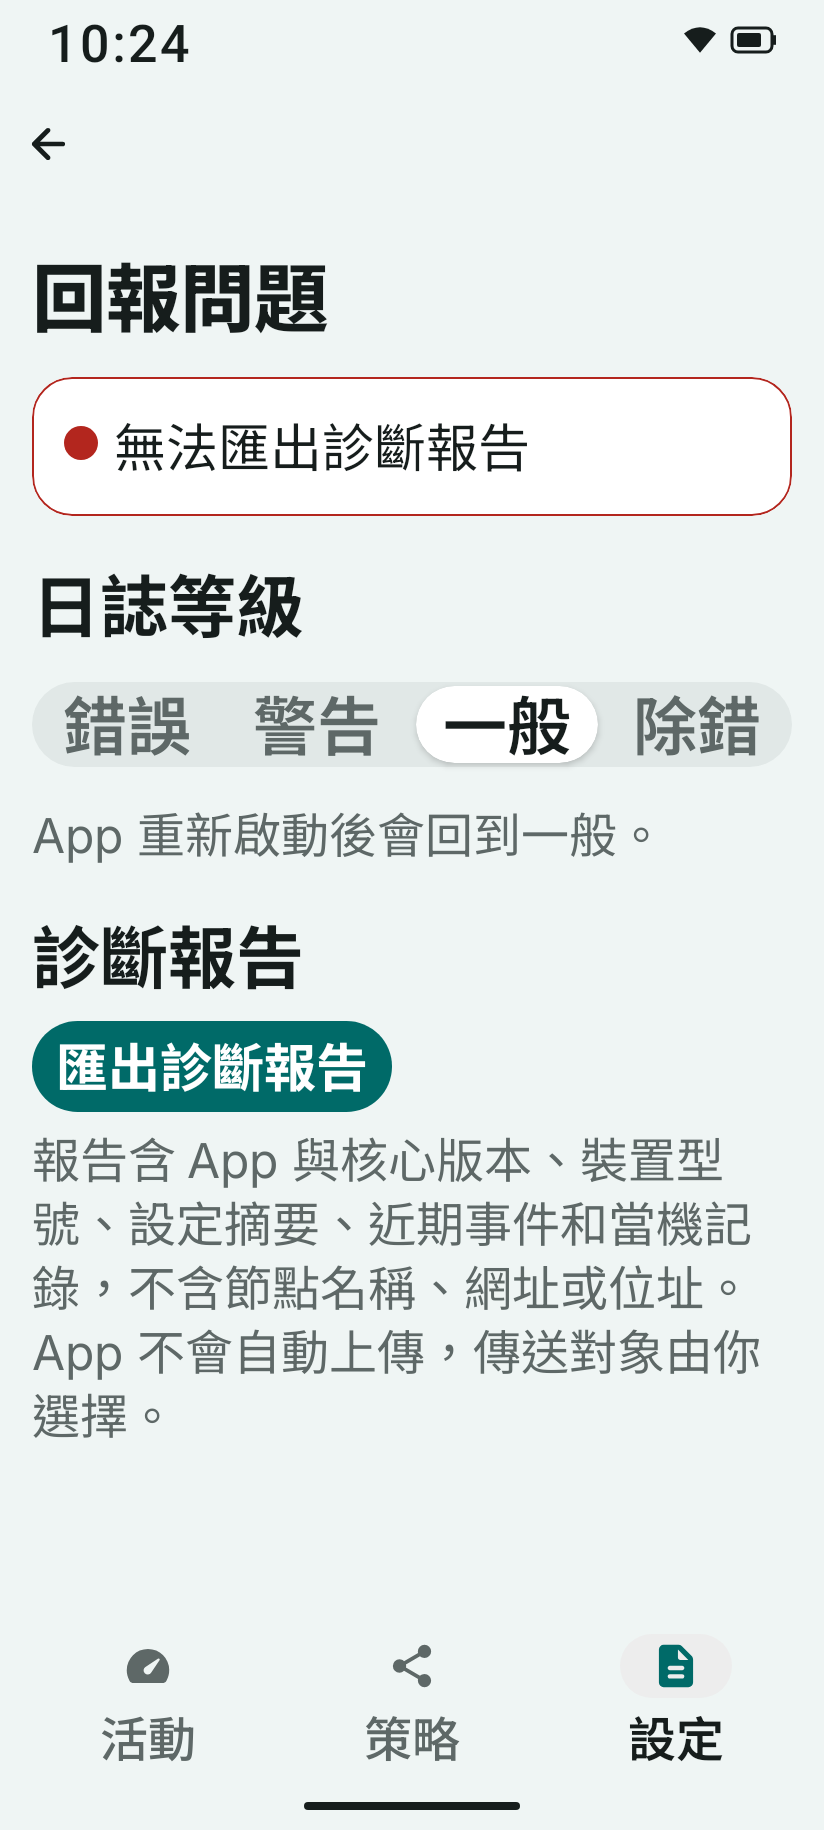 10:24
回報問題
無法匯出診斷報告
日誌等級
錯誤 警告 一般 除錯
App 重新啟動後會回到一般。
診斷報告
匯出診斷報告
報告含 App 與核心版本、裝置型
號、設定摘要、近期事件和當機記
錄，不含節點名稱、網址或位址。
App 不會自動上傳，傳送對象由你
選擇。
活動 策略 設定